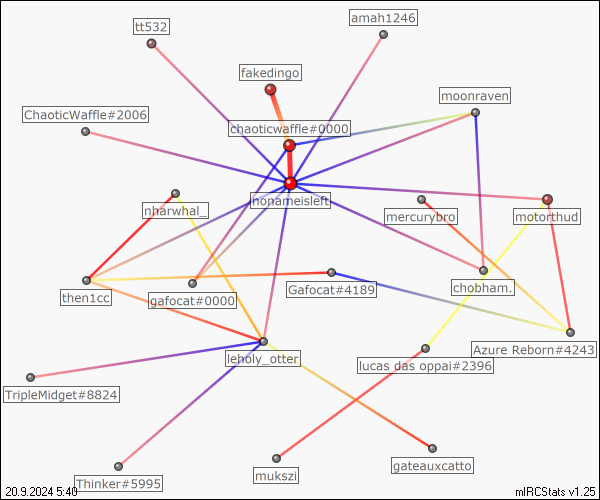 tt532
amah1246
fakedingo
moonraven
ChaoticWaffle#2006
chaoticwaffle#0000
nonameisleft
nharwhal_
mercurybro
motorthud
then1cc
gafocat#0000
Gafocat#4189
chobham.
leholy_otter
lucas das oppai#2396
Azure Reborn#4243
TripleMidget#8824
gateauxcatto
Thinker#5995
mukszi
20.9.2024 5:40
mIRCStats v1.25